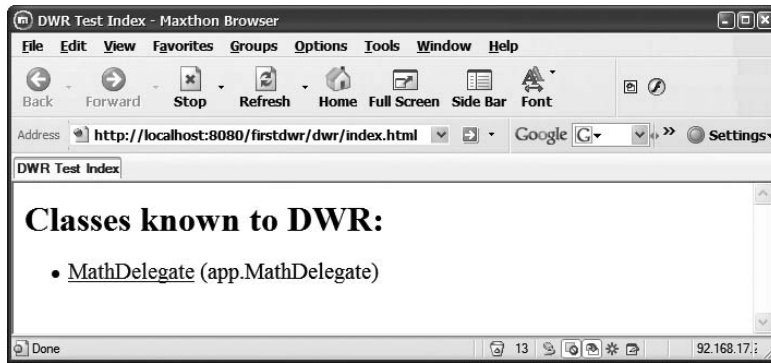 DWR Test Index - Maxthon Browser
File Edit View Favorites Groups Options Tools Window Help
Back Forward Stop Refresh Home Full Screen Side Bar Font
Address http://localhost:8080/firstdwr/dwr/index.html Google G Settings
DWR Test Index
Classes known to DWR:
• MathDelegate (app.MathDelegate)
Done 13 92.168.17.